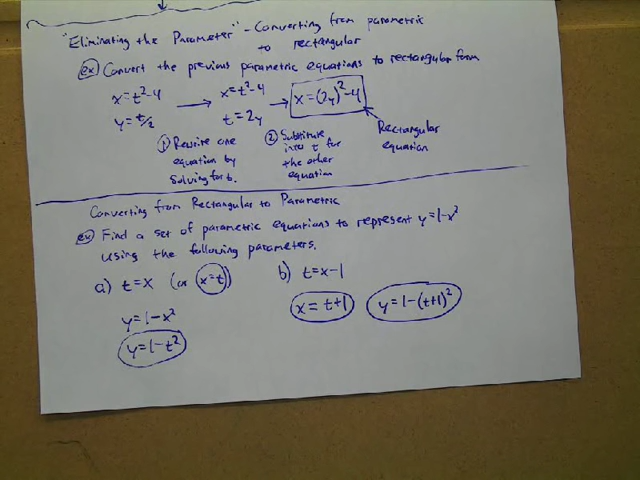 "Eliminating the Parameter" - Converting from parametric
to rectangular
ex) Convert the previous parametric equations to rectangular form
x=t²-4 → x=t²-4 → x=(2y)²-4
y=t/2 t=2y
Rectangular
equation
① Rewrite one
equation by
solving for t.
② Substitute
into t for
the other
equation
Converting from Rectangular to Parametric
ex) Find a set of parametric equations to represent y=1-x²
using the following parameters.
a) t=x (or x=t)
y=1-x²
y=1-t²
b) t=x-1
x=t+1 y=1-(t+1)²